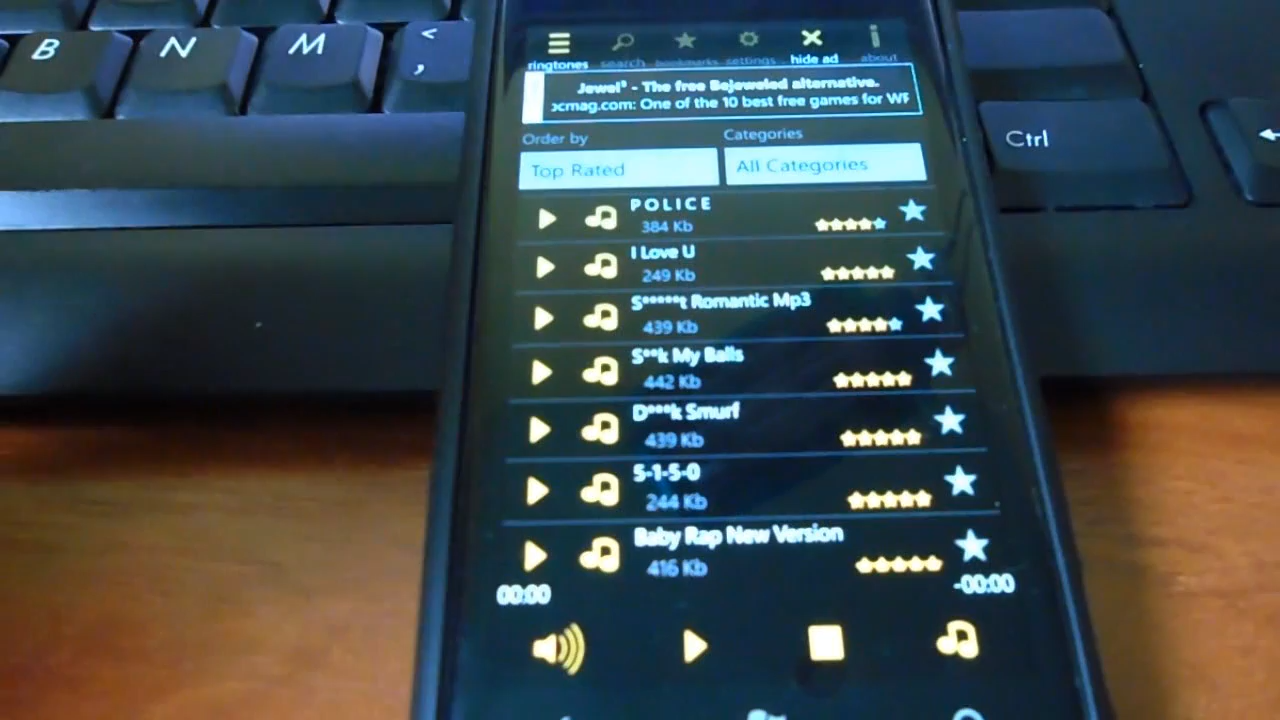 B N M < ,
ringtones search bookmarks settings hide ad about
Jewel³ - The free Bejeweled alternative.
cmag.com: One of the 10 best free games for WP
Order by Categories
Top Rated All Categories
POLICE
384 Kb
I Love U
249 Kb
S*****t Romantic Mp3
439 Kb
S**k My Balls
442 Kb
D***k Smurf
439 Kb
5-1-5-0
244 Kb
Baby Rap New Version
416 Kb
00:00 -00:00
Ctrl